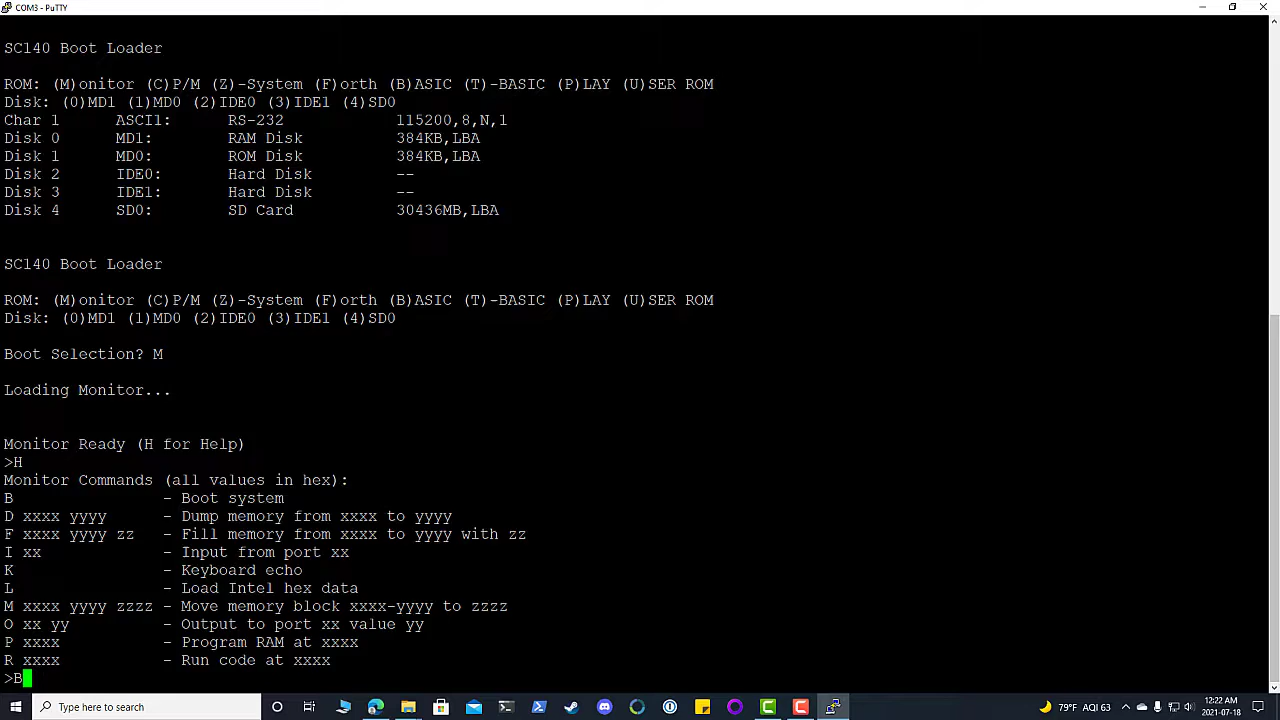 COM3 - PuTTY
SC140 Boot Loader
ROM: (M)onitor (C)P/M (Z)-System (F)orth (B)ASIC (T)-BASIC (P)LAY (U)SER ROM
Disk: (0)MD1 (1)MD0 (2)IDE0 (3)IDE1 (4)SD0
Char 1 ASCI1: RS-232 115200,8,N,1
Disk 0 MD1: RAM Disk 384KB,LBA
Disk 1 MD0: ROM Disk 384KB,LBA
Disk 2 IDE0: Hard Disk --
Disk 3 IDE1: Hard Disk --
Disk 4 SD0: SD Card 30436MB,LBA
SC140 Boot Loader
ROM: (M)onitor (C)P/M (Z)-System (F)orth (B)ASIC (T)-BASIC (P)LAY (U)SER ROM
Disk: (0)MD1 (1)MD0 (2)IDE0 (3)IDE1 (4)SD0
Boot Selection? M
Loading Monitor...
Monitor Ready (H for Help)
>H
Monitor Commands (all values in hex):
B - Boot system
D xxxx yyyy - Dump memory from xxxx to yyyy
F xxxx yyyy zz - Fill memory from xxxx to yyyy with zz
I xx - Input from port xx
K - Keyboard echo
L - Load Intel hex data
M xxxx yyyy zzzz - Move memory block xxxx-yyyy to zzzz
O xx yy - Output to port xx value yy
P xxxx - Program RAM at xxxx
R xxxx - Run code at xxxx
>B
Type here to search
79°F AQI 63
12:22 AM
2021-07-18